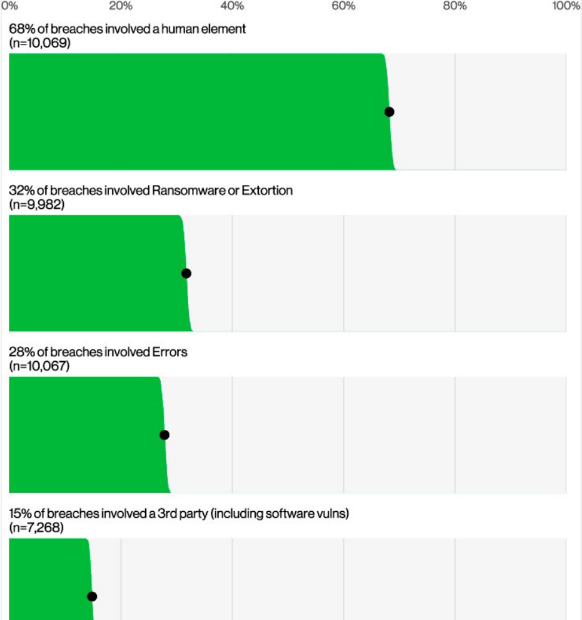 0% 20% 40% 60% 80% 100%
68% of breaches involved a human element
(n=10,069)
32% of breaches involved Ransomware or Extortion
(n=9,982)
28% of breaches involved Errors
(n=10,067)
15% of breaches involved a 3rd party (including software vulns)
(n=7,268)